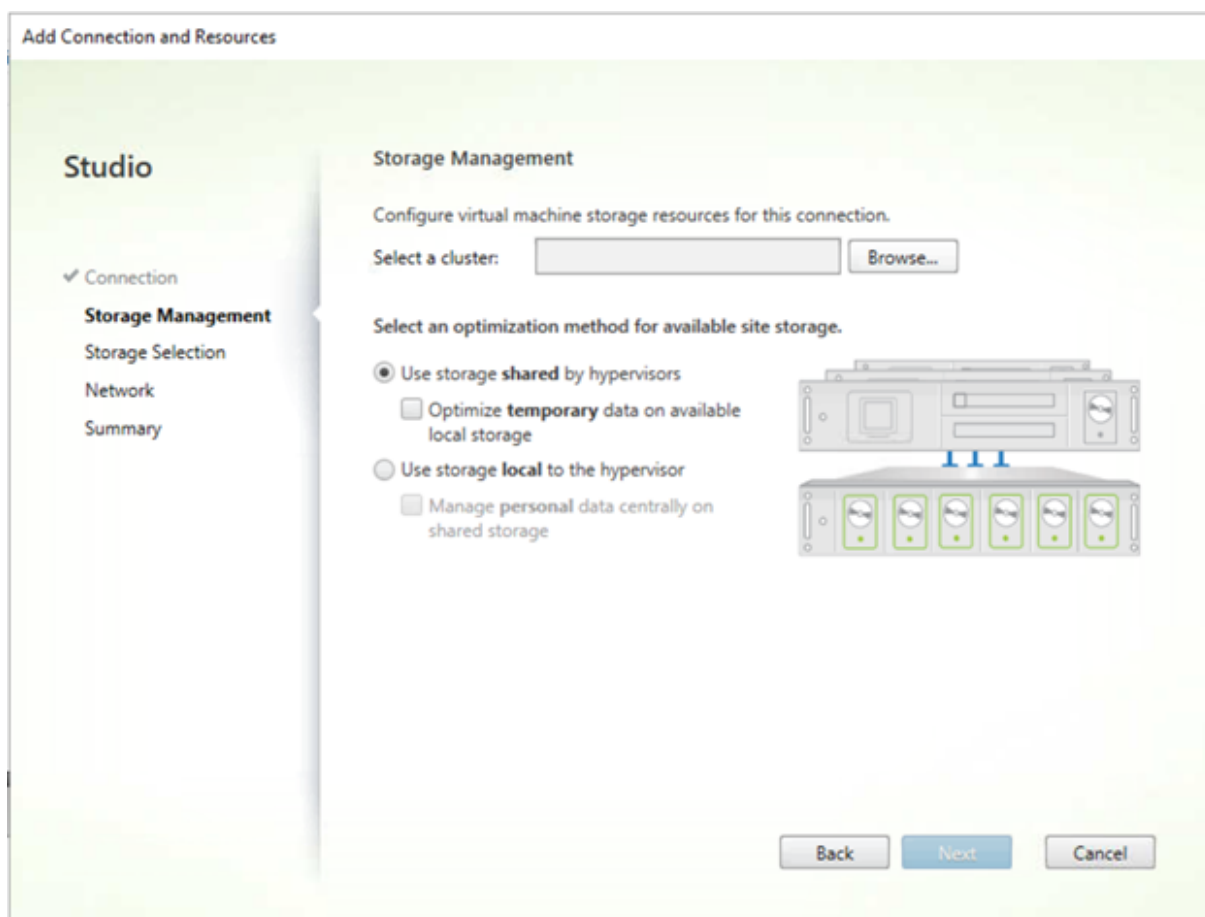 Add Connection and Resources
Studio
✔ Connection
Storage Management
Storage Selection
Network
Summary
Storage Management
Configure virtual machine storage resources for this connection.
Select a cluster:
Browse...
Select an optimization method for available site storage.
Use storage shared by hypervisors
Optimize temporary data on available
local storage
Use storage local to the hypervisor
Manage personal data centrally on
shared storage
Back
Next
Cancel